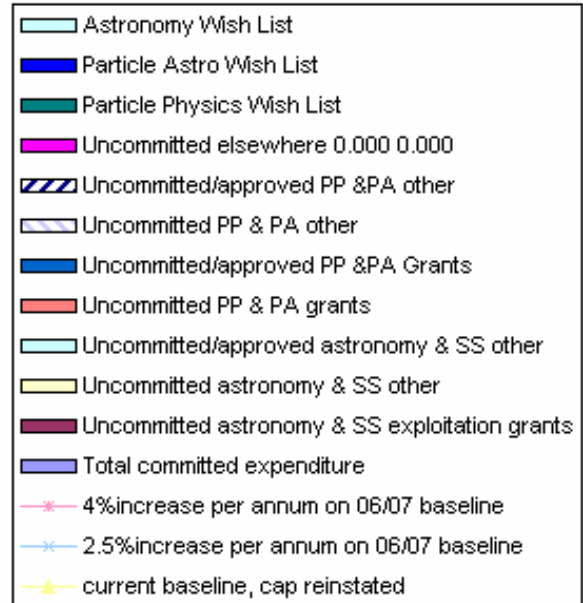 Astronomy Wish List
Particle Astro Wish List
Particle Physics Wish List
Uncommitted elsewhere 0.000 0.000
Uncommitted/approved PP &PA other
Uncommitted PP & PA other
Uncommitted/approved PP &PA Grants
Uncommitted PP & PA grants
Uncommitted/approved astronomy & SS other
Uncommitted astronomy & SS other
Uncommitted astronomy & SS exploitation grants
Total committed expenditure
4%increase per annum on 06/07 baseline
2.5%increase per annum on 06/07 baseline
current baseline, cap reinstated